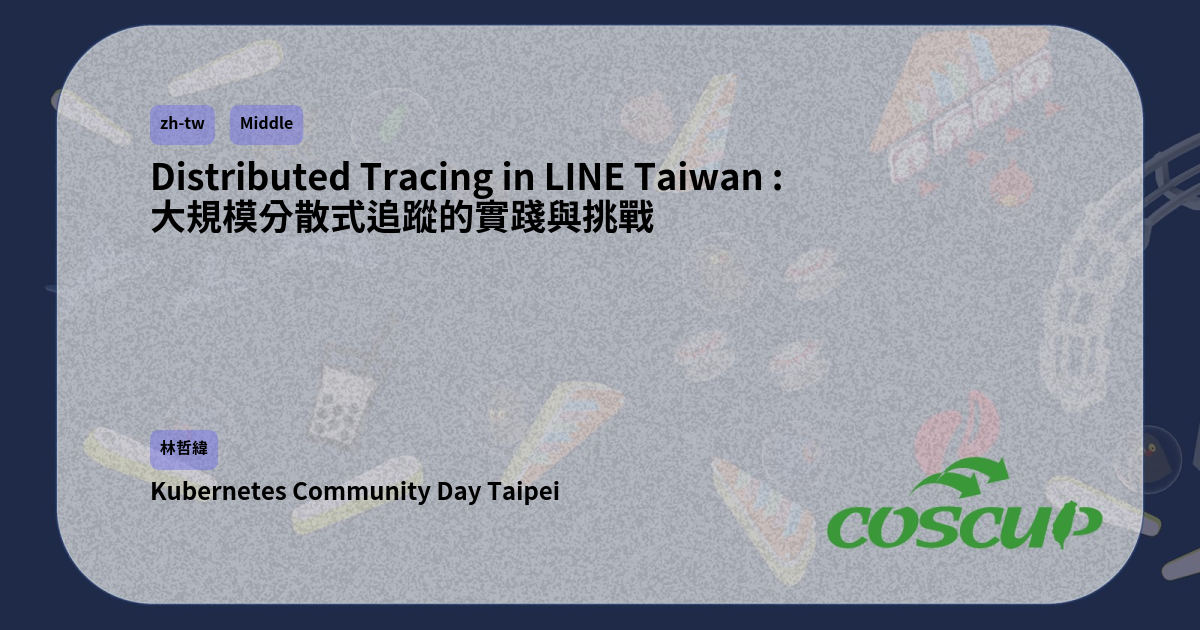 zh-tw Middle
Distributed Tracing in LINE Taiwan :
大規模分散式追蹤的實踐與挑戰
林哲緯
Kubernetes Community Day Taipei
COSCUP